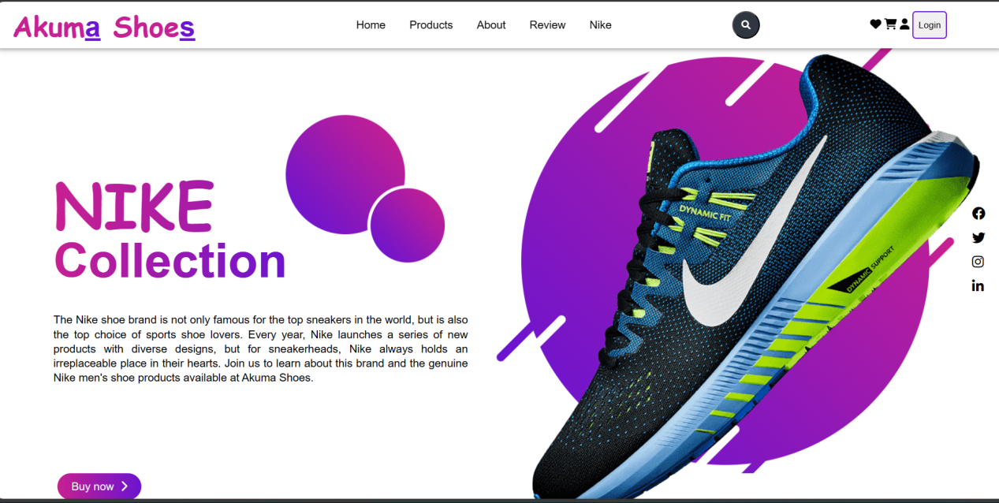 Akuma Shoes
Home Products About Review Nike
Login
NIKE
Collection
The Nike shoe brand is not only famous for the top sneakers in the world, but is also
the top choice of sports shoe lovers. Every year, Nike launches a series of new
products with diverse designs, but for sneakerheads, Nike always holds an
irreplaceable place in their hearts. Join us to learn about this brand and the genuine
Nike men's shoe products available at Akuma Shoes.
Buy now
DYNAMIC FIT
DYNAMIC SUPPORT